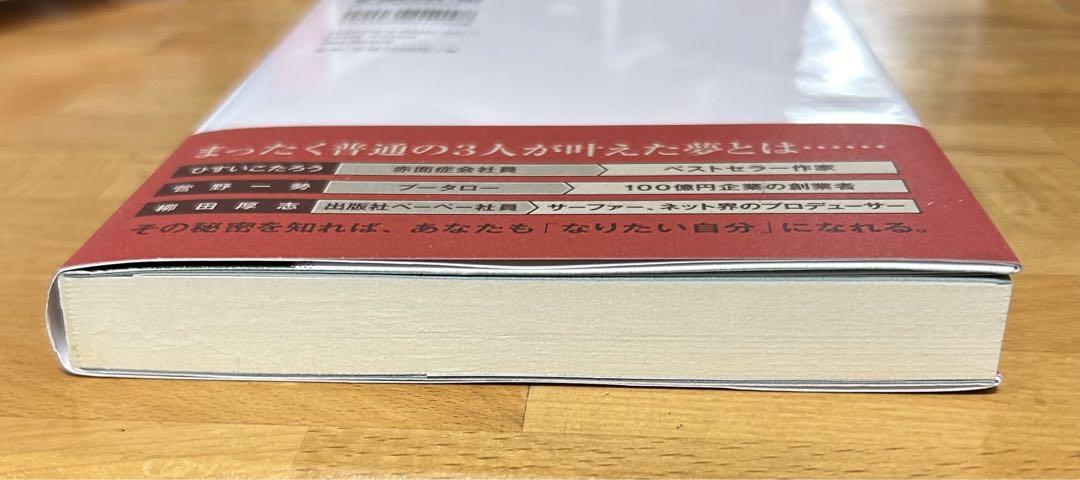 まったく普通の3人が叶えた夢とは……
ひすいこたろう 赤面症会社員 ベストセラー作家
菅野一勢 プータロー 100億円企業の創業者
柳田厚志 出版社ペーペー社員 サーファー、ネット界のプロデューサー
その秘密を知れば、あなたも「なりたい自分」になれる。